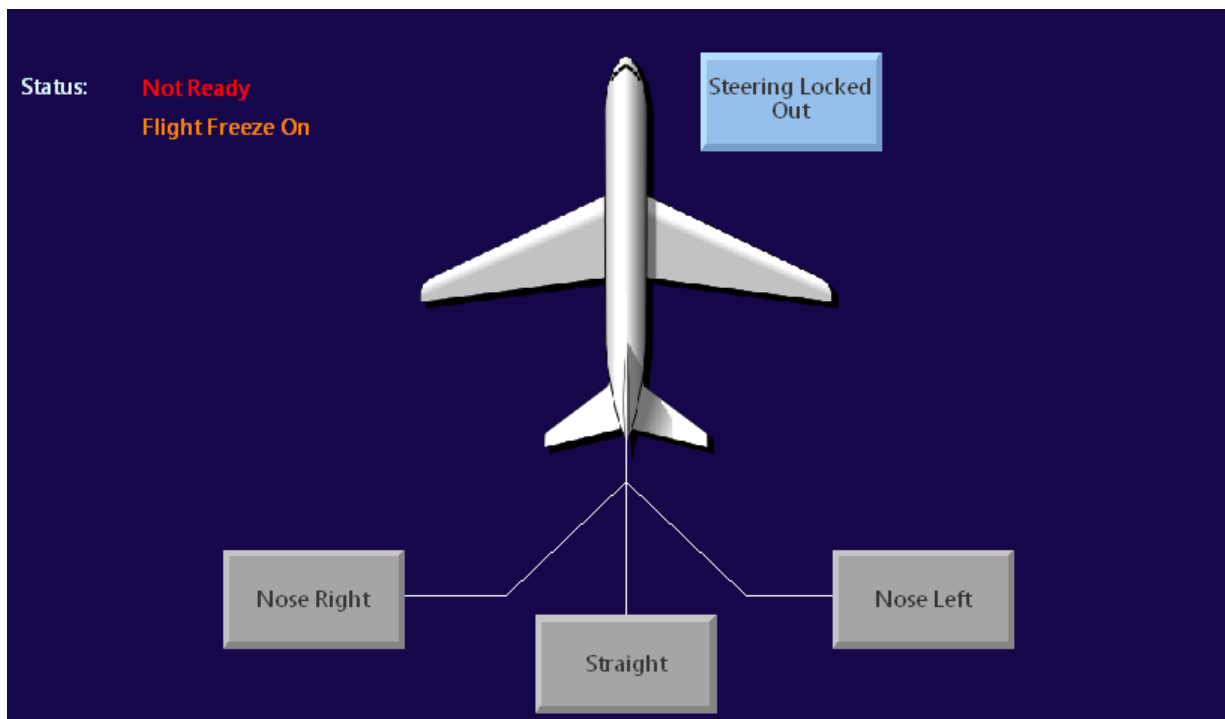 Status:
Not Ready
Flight Freeze On
Steering Locked
Out
Nose Right
Straight
Nose Left